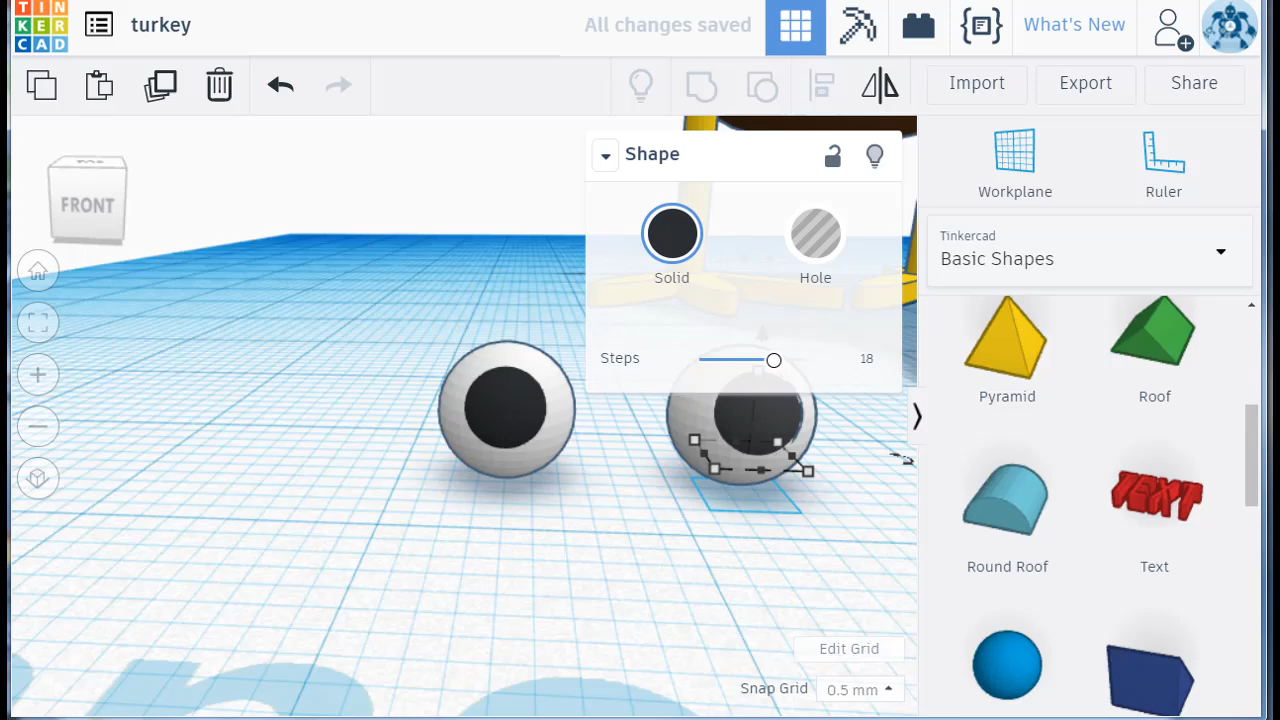 TIN
KER
CAD
turkey
All changes saved
What's New
Import
Export
Share
FRONT
Shape
Solid
Hole
Steps
18
Workplane
Ruler
Tinkercad
Basic Shapes
Pyramid
Roof
Round Roof
TEXT
Text
Edit Grid
Snap Grid
0.5 mm